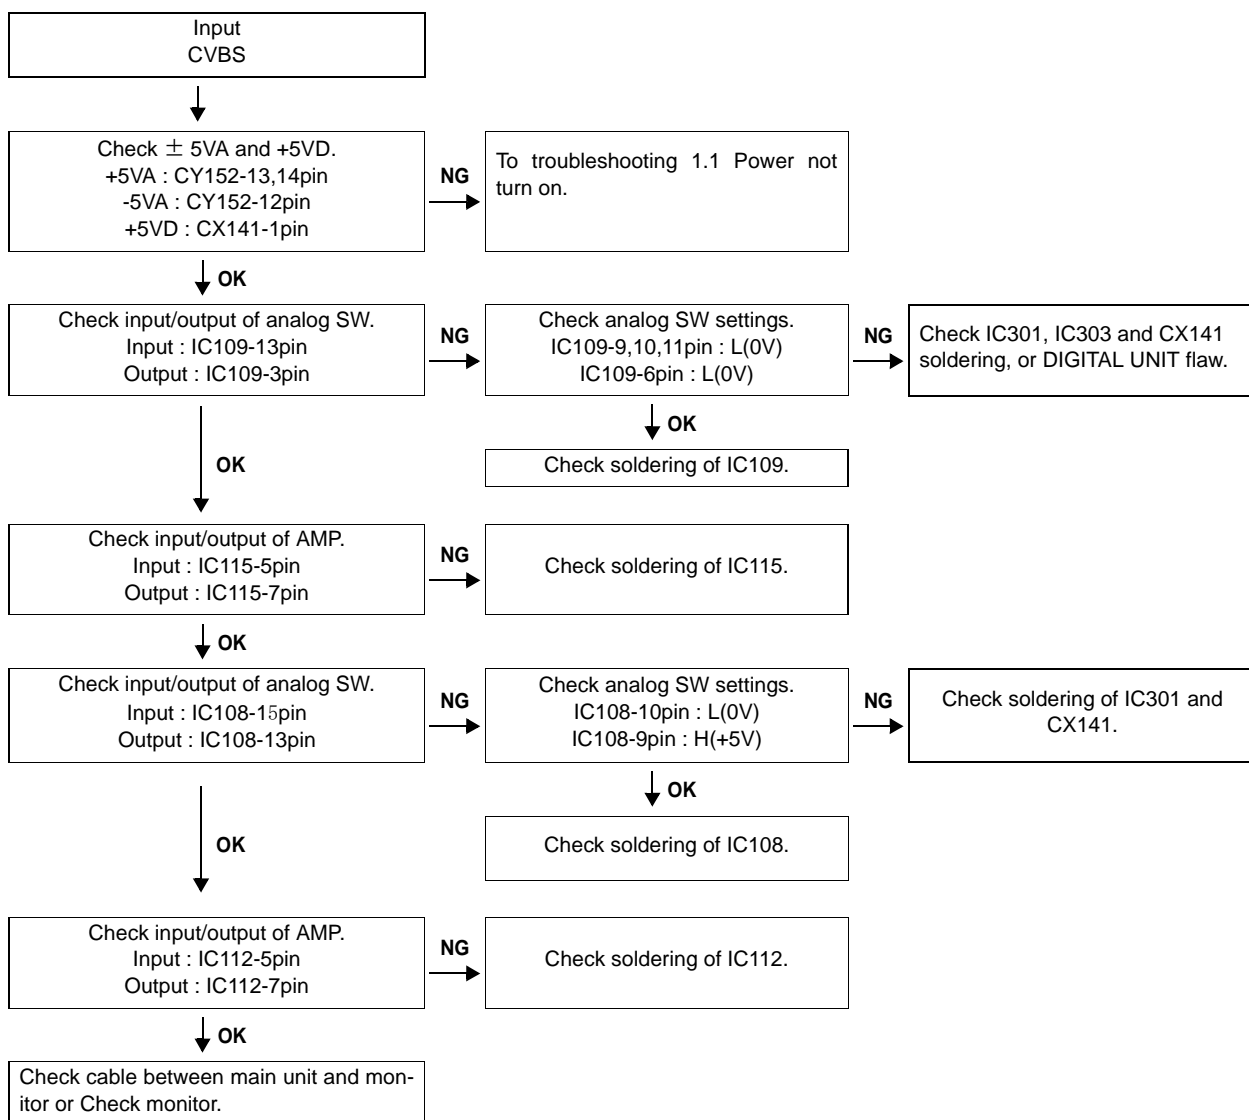 Input
CVBS
Check ± 5VA and +5VD.
+5VA : CY152-13,14pin
-5VA : CY152-12pin
+5VD : CX141-1pin
NG
To troubleshooting 1.1 Power not
turn on.
OK
Check input/output of analog SW.
Input : IC109-13pin
Output : IC109-3pin
NG
Check analog SW settings.
IC109-9,10,11pin : L(0V)
IC109-6pin : L(0V)
NG
Check IC301, IC303 and CX141
soldering, or DIGITAL UNIT flaw.
OK
Check soldering of IC109.
OK
Check input/output of AMP.
Input : IC115-5pin
Output : IC115-7pin
NG
Check soldering of IC115.
OK
Check input/output of analog SW.
Input : IC108-15pin
Output : IC108-13pin
NG
Check analog SW settings.
IC108-10pin : L(0V)
IC108-9pin : H(+5V)
NG
Check soldering of IC301 and
CX141.
OK
Check soldering of IC108.
OK
Check input/output of AMP.
Input : IC112-5pin
Output : IC112-7pin
NG
Check soldering of IC112.
OK
Check cable between main unit and mon-
itor or Check monitor.